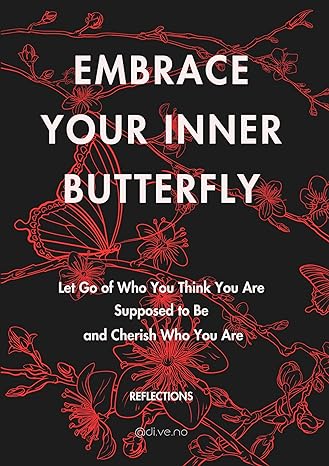 EMBRACE
YOUR INNER
BUTTERFLY
Let Go of Who You Think You Are
Supposed to Be
and Cherish Who You Are
REFLECTIONS
@di.ve.no